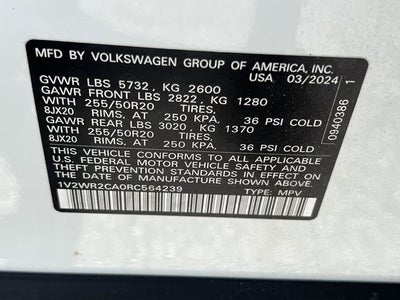 MFD BY VOLKSWAGEN GROUP OF AMERICA, INC.
USA 03/2024
GVWR LBS 5732, KG 2600
GAWR FRONT LBS 2822, KG 1280
WITH 255/50R20 TIRES,
8JX20 RIMS, AT 250 KPA. 36 PSI COLD
GAWR REAR LBS 3020, KG 1370
WITH 255/50R20 TIRES,
8JX20 RIMS, AT 250 KPA. 36 PSI COLD
THIS VEHICLE CONFORMS TO ALL APPLICABLE
U.S. FEDERAL MOTOR VEHICLE SAFETY AND
THEFT PREVENTION STANDARDS IN EFFECT ON
THE DATE OF MANUFACTURE SHOWN ABOVE.
1V2WR2CA0RC564239 TYPE: MPV
0940386 1